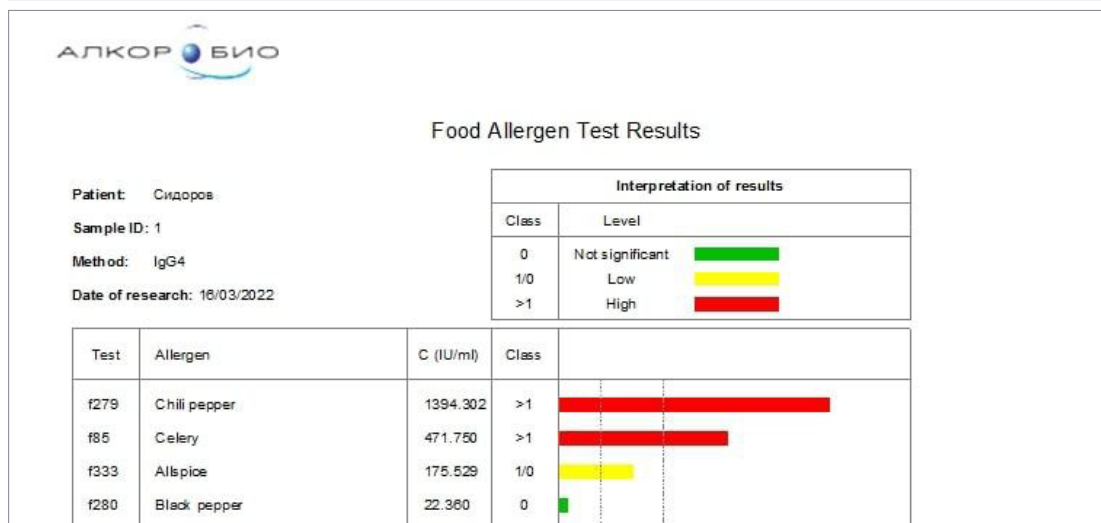 АЛКОР БИО
Food Allergen Test Results
Patient: Сидоров
Sample ID: 1
Method: IgG4
Date of research: 16/03/2022
Interpretation of results
Class Level
0 Not significant
1/0 Low
>1 High
Test Allergen C (IU/ml) Class
f279 Chili pepper 1394.302 >1
f85 Celery 471.750 >1
f333 Allspice 175.529 1/0
f280 Black pepper 22.360 0